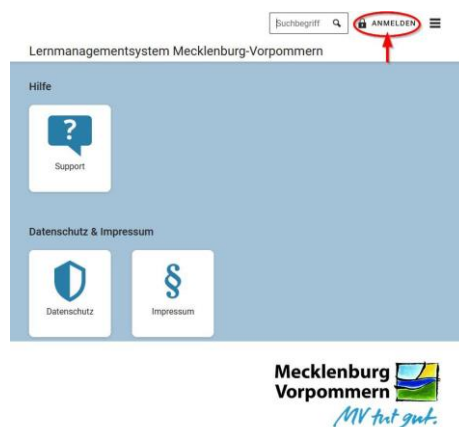 Suchbegriff ANMELDEN
Lernmanagementsystem Mecklenburg-Vorpommern
Hilfe
?
Support
Datenschutz & Impressum
§
Datenschutz Impressum
Mecklenburg
Vorpommern
MV tut gut.